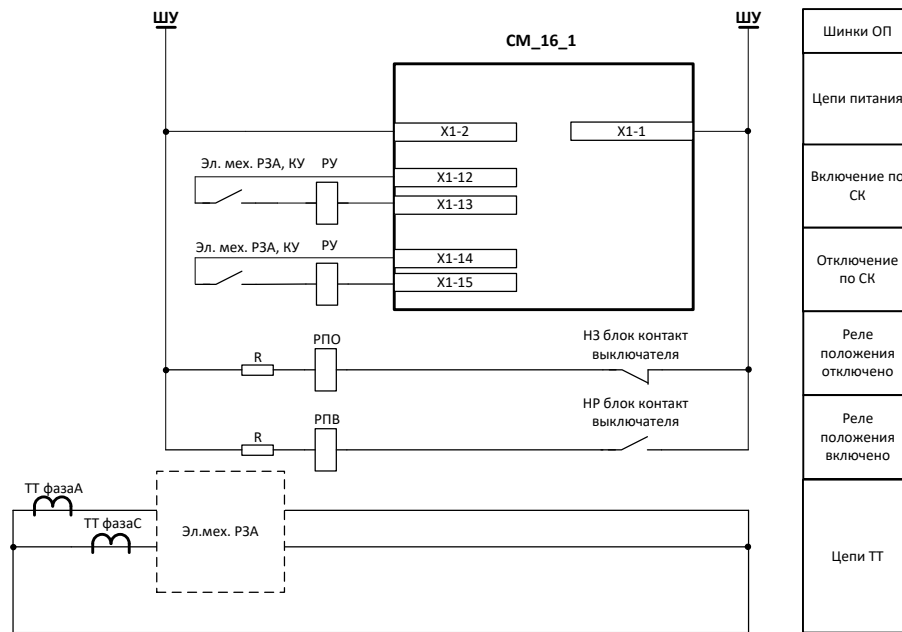 ШУ
ШУ
CM_16_1
X1-2
X1-1
Эл. мех. РЗА, КУ
РУ
X1-12
X1-13
Эл. мех. РЗА, КУ
РУ
X1-14
X1-15
R
РПО
НЗ блок контакт
выключателя
R
РПВ
НР блок контакт
выключателя
ТТ фазаА
ТТ фазаС
Эл.мех. РЗА
Шинки ОП
Цепи питания
Включение по
СК
Отключение
по СК
Реле
положения
отключено
Реле
положения
включено
Цепи ТТ